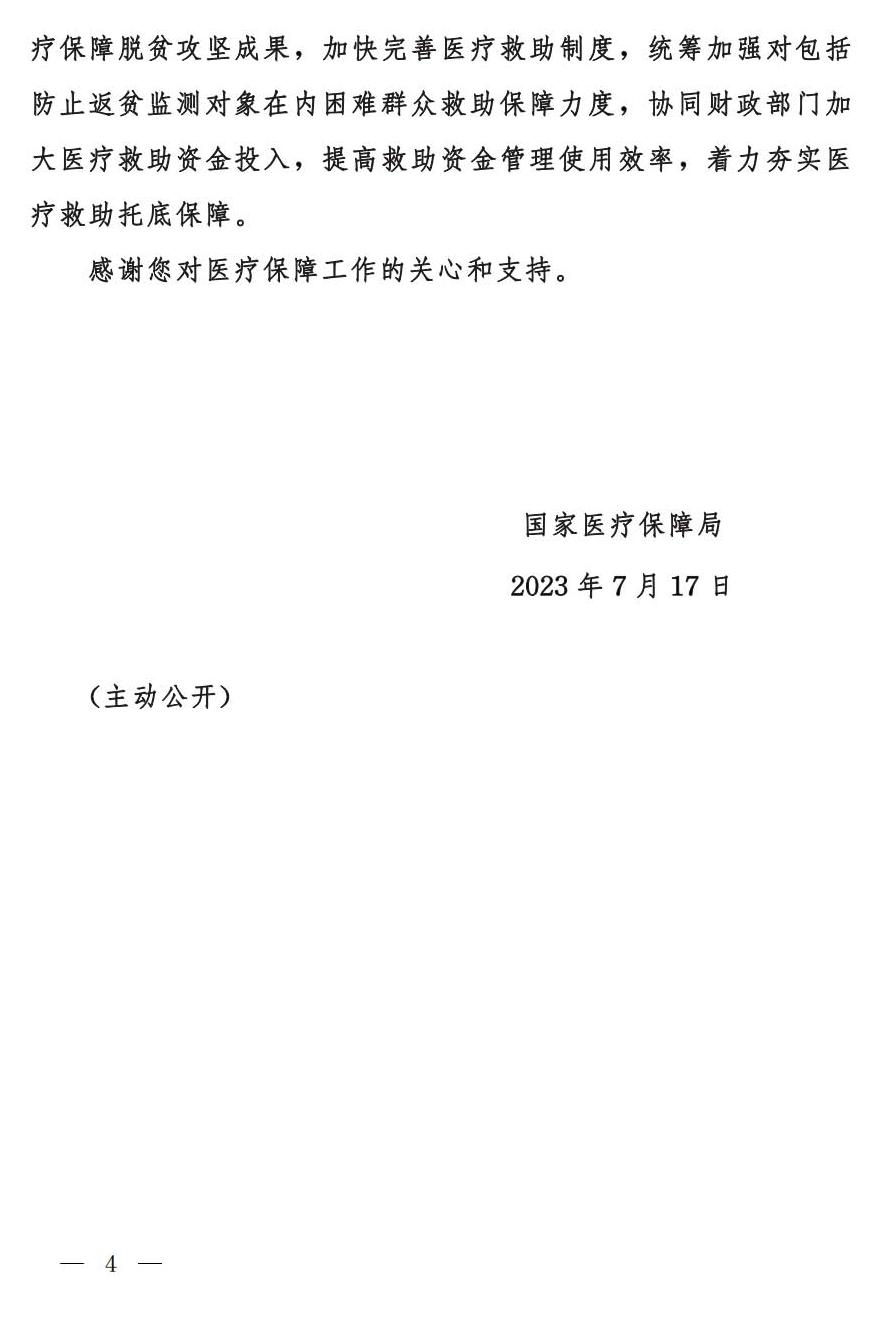 疗保障脱贫攻坚成果，加快完善医疗救助制度，统筹加强对包括
防止返贫监测对象在内困难群众救助保障力度，协同财政部门加
大医疗救助资金投入，提高救助资金管理使用效率，着力夯实医
疗救助托底保障。
感谢您对医疗保障工作的关心和支持。
国家医疗保障局
2023 年 7 月 17 日
（主动公开）
— 4 —